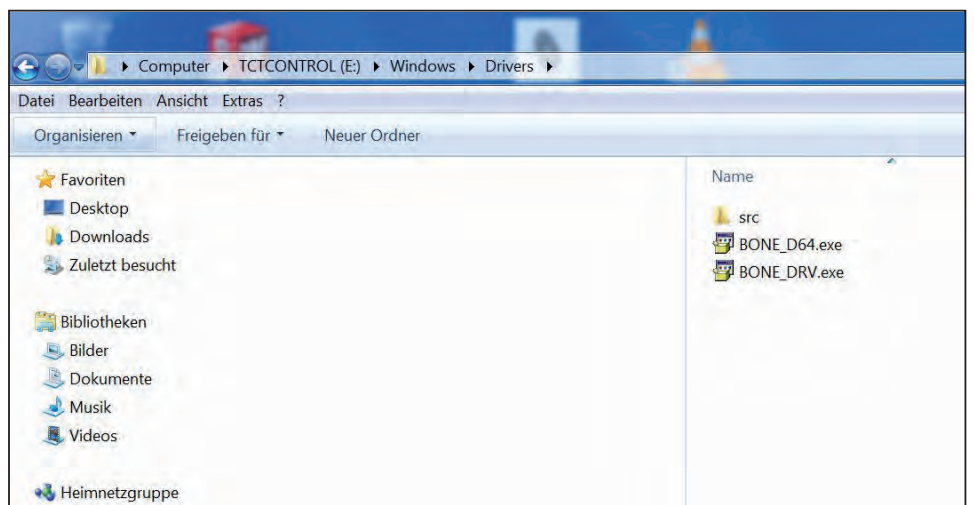 Computer TCTCONTROL (E:) Windows Drivers
Datei Bearbeiten Ansicht Extras ?
Organisieren Freigeben für Neuer Ordner
Favoriten
Desktop
Downloads
Zuletzt besucht
Bibliotheken
Bilder
Dokumente
Musik
Videos
Heimnetzgruppe
Name
src
BONE_D64.exe
BONE_DRV.exe